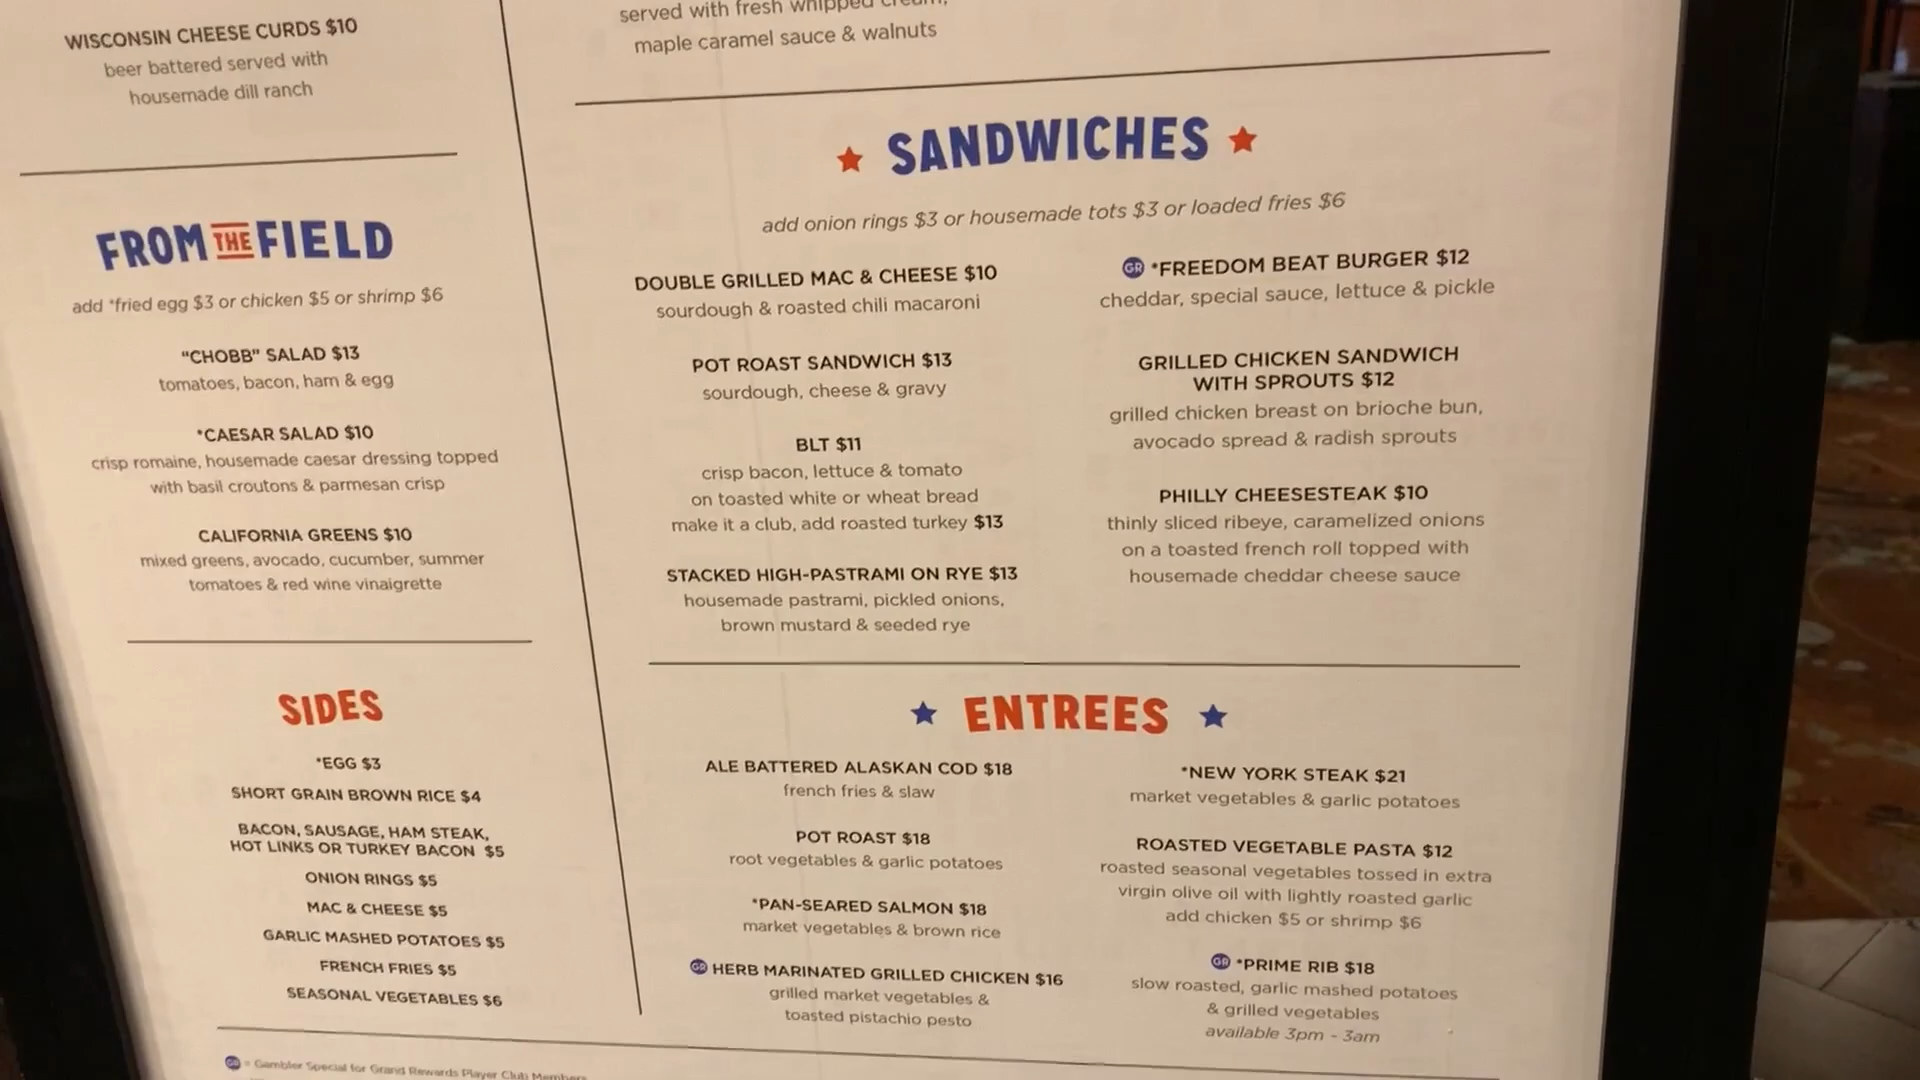 WISCONSIN CHEESE CURDS $10
beer battered served with
housemade dill ranch
FROM THE FIELD
add *fried egg $3 or chicken $5 or shrimp $6
"CHOBB" SALAD $13
tomatoes, bacon, ham & egg
*CAESAR SALAD $10
crisp romaine, housemade caesar dressing topped
with basil croutons & parmesan crisp
CALIFORNIA GREENS $10
mixed greens, avocado, cucumber, summer
tomatoes & red wine vinaigrette
SIDES
*EGG $3
SHORT GRAIN BROWN RICE $4
BACON, SAUSAGE, HAM STEAK,
HOT LINKS OR TURKEY BACON $5
ONION RINGS $5
MAC & CHEESE $5
GARLIC MASHED POTATOES $5
FRENCH FRIES $5
SEASONAL VEGETABLES $6
served with fresh whipped cream,
maple caramel sauce & walnuts
SANDWICHES
add onion rings $3 or housemade tots $3 or loaded fries $6
DOUBLE GRILLED MAC & CHEESE $10
sourdough & roasted chili macaroni
POT ROAST SANDWICH $13
sourdough, cheese & gravy
BLT $11
crisp bacon, lettuce & tomato
on toasted white or wheat bread
make it a club, add roasted turkey $13
STACKED HIGH-PASTRAMI ON RYE $13
housemade pastrami, pickled onions,
brown mustard & seeded rye
GR *FREEDOM BEAT BURGER $12
cheddar, special sauce, lettuce & pickle
GRILLED CHICKEN SANDWICH
WITH SPROUTS $12
grilled chicken breast on brioche bun,
avocado spread & radish sprouts
PHILLY CHEESESTEAK $10
thinly sliced ribeye, caramelized onions
on a toasted french roll topped with
housemade cheddar cheese sauce
ENTREES
ALE BATTERED ALASKAN COD $18
french fries & slaw
POT ROAST $18
root vegetables & garlic potatoes
*PAN-SEARED SALMON $18
market vegetables & brown rice
GR HERB MARINATED GRILLED CHICKEN $16
grilled market vegetables &
toasted pistachio pesto
*NEW YORK STEAK $21
market vegetables & garlic potatoes
ROASTED VEGETABLE PASTA $12
roasted seasonal vegetables tossed in extra
virgin olive oil with lightly roasted garlic
add chicken $5 or shrimp $6
GR *PRIME RIB $18
slow roasted, garlic mashed potatoes
& grilled vegetables
available 3pm - 3am
GR = Gambler Special for Grand Rewards Player Club Members